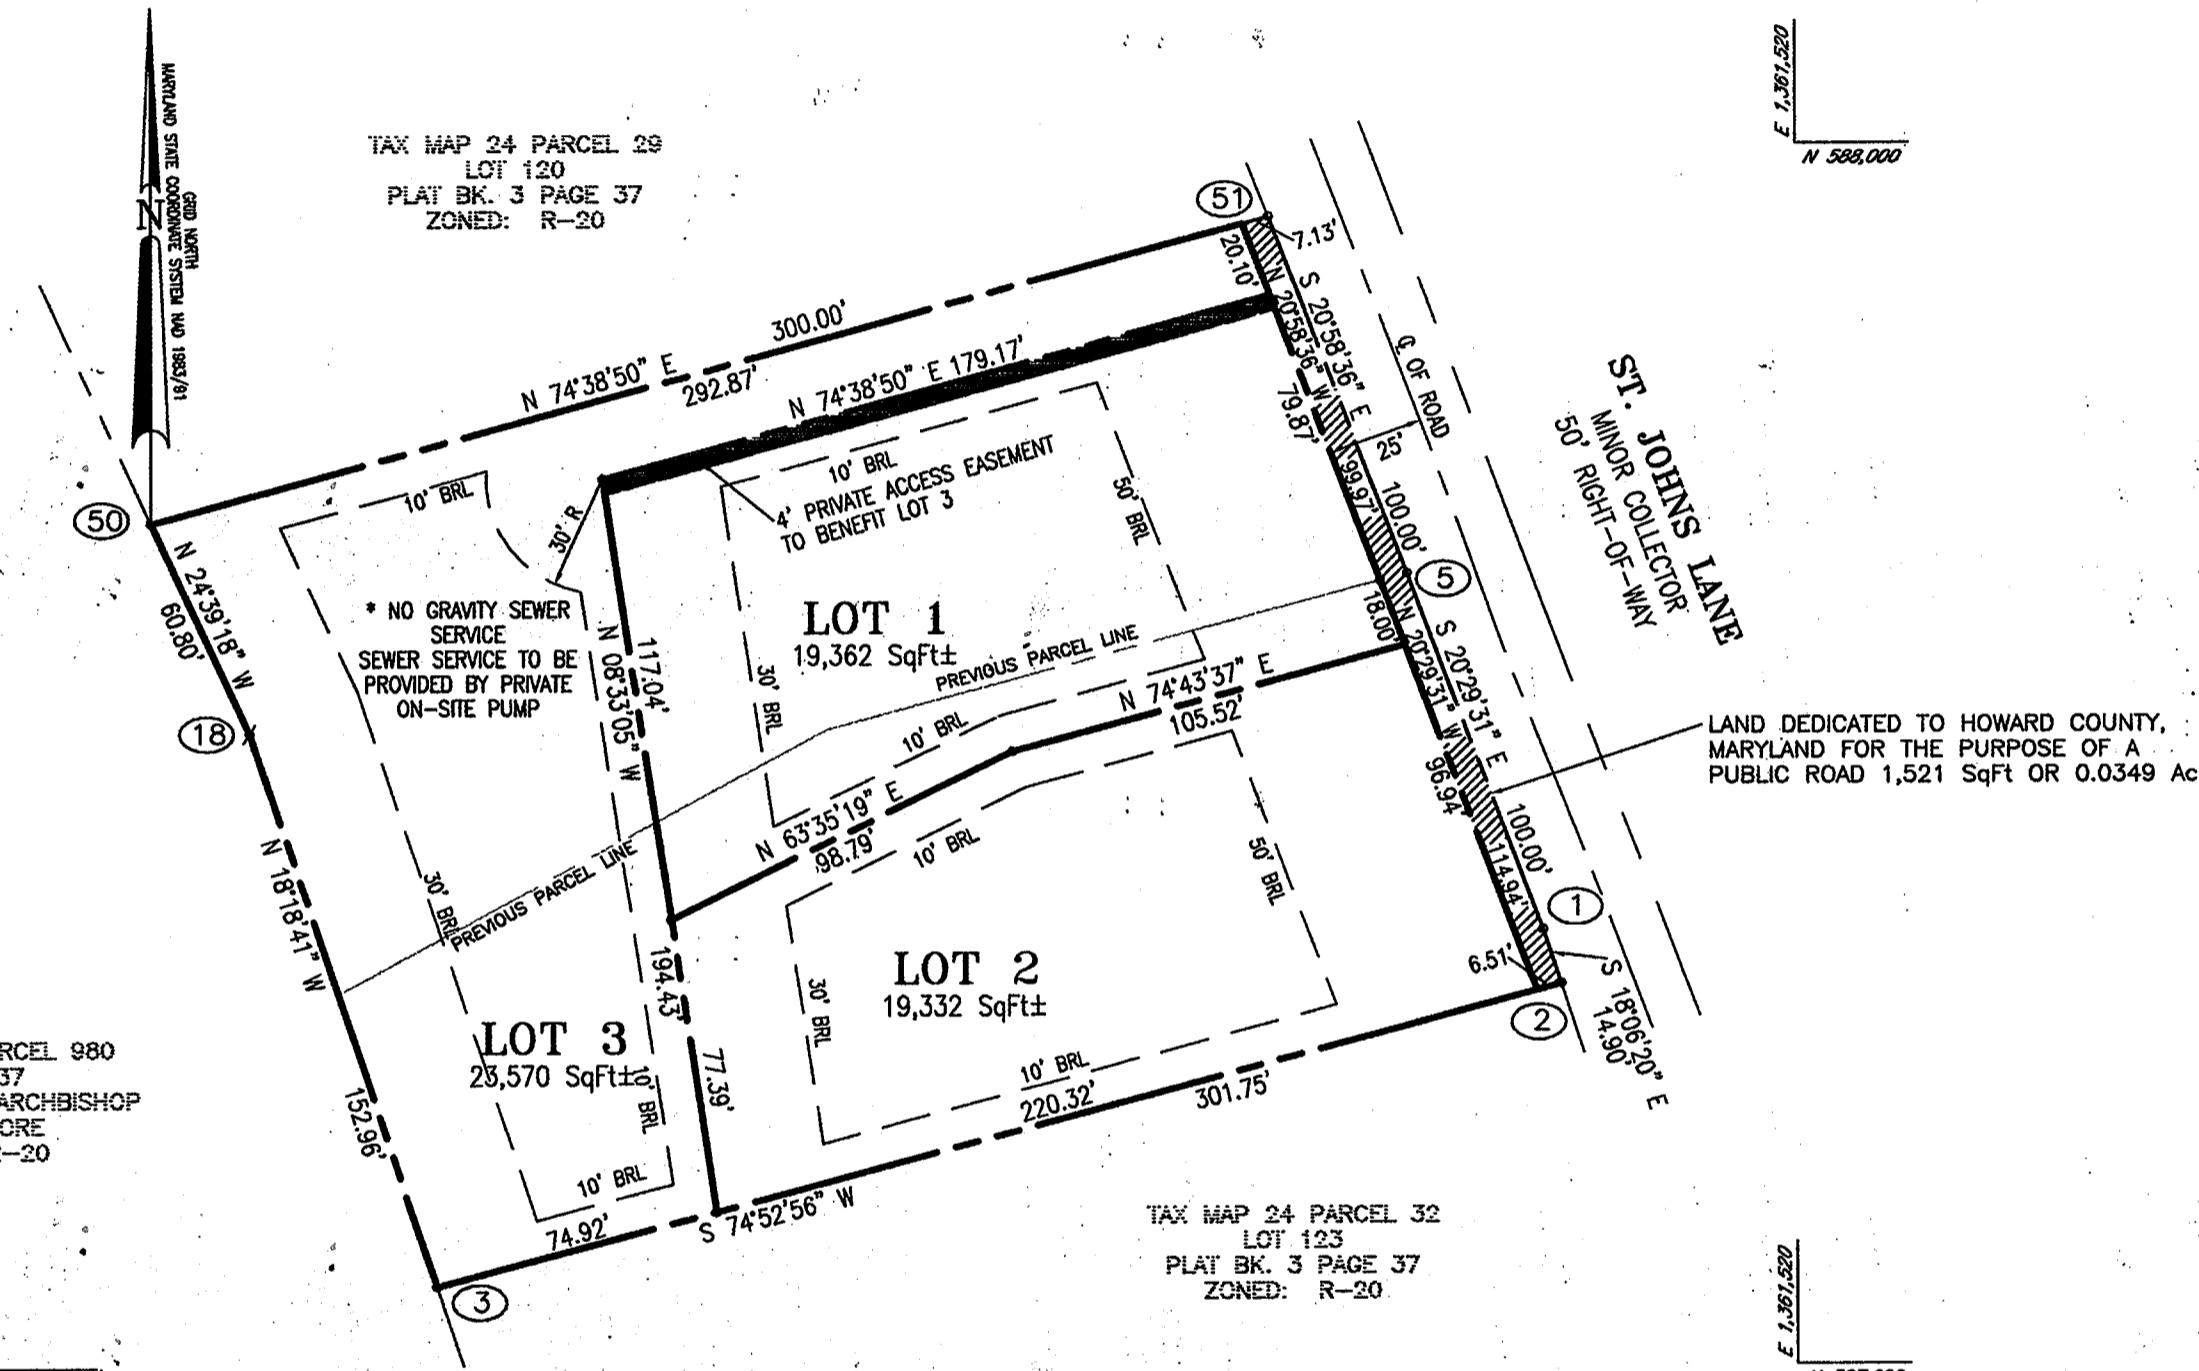 E 1,361,520
N 588,000
MARYLAND STATE COORDINATE SYSTEM NAD 1983/91
GRID NORTH
N
TAX MAP 24 PARCEL 29
LOT 120
PLAT BK. 3 PAGE 37
ZONED: R-20
51
7.13'
20.10'
N 20°58'36" W
S 20°58'36" E
79.87'
99.97'
100.00'
25'
℄ OF ROAD
ST. JOHNS LANE
MINOR COLLECTOR
50' RIGHT-OF-WAY
300.00'
N 74°38'50" E
292.87'
N 74°38'50" E 179.17'
10' BRL
4' PRIVATE ACCESS EASEMENT
TO BENEFIT LOT 3
50' BRL
10' BRL
30' R
50
N 24°39'18" W
60.80'
18
* NO GRAVITY SEWER
SERVICE
SEWER SERVICE TO BE
PROVIDED BY PRIVATE
ON-SITE PUMP
N 08°33'05" W
117.04'
LOT 1
19,362 SqFt±
30' BRL
PREVIOUS PARCEL LINE
10' BRL
N 74°43'37" E
105.52'
5
18.00'
N 20°29'31" W
S 20°29'31" E
96.94'
114.94'
100.00'
LAND DEDICATED TO HOWARD COUNTY,
MARYLAND FOR THE PURPOSE OF A
PUBLIC ROAD 1,521 SqFt OR 0.0349 Ac
N 63°35'19" E
98.79'
10' BRL
50' BRL
N 18°18'41" W
152.96'
30' BRL
PREVIOUS PARCEL LINE
194.43'
77.39'
LOT 2
19,332 SqFt±
30' BRL
1
6.51'
2
S 18°06'20" E
14.90'
LOT 3
23,570 SqFt±
10' BRL
10' BRL
220.32'
301.75'
10' BRL
74.92'
S 74°52'56" W
3
RCEL 980
37
ARCHBISHOP
ORE
-20
TAX MAP 24 PARCEL 32
LOT 123
PLAT BK. 3 PAGE 37
ZONED: R-20
E 1,361,520